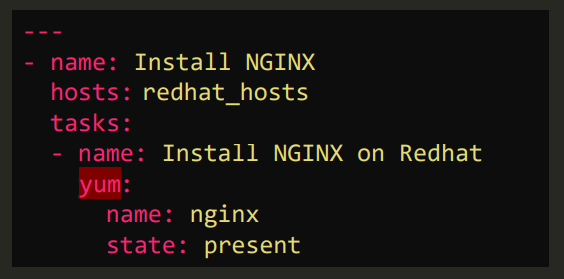 ---
- name: Install NGINX
  hosts: redhat_hosts
  tasks:
  - name: Install NGINX on Redhat
    yum:
      name: nginx
      state: present